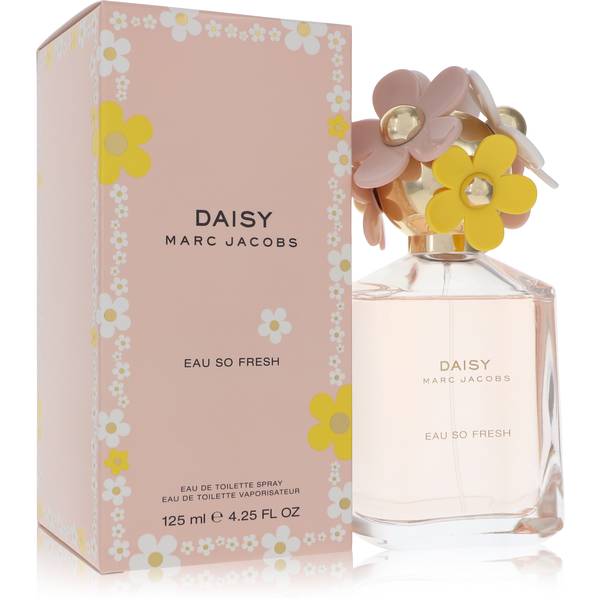 DAISY
MARC JACOBS
EAU SO FRESH
EAU DE TOILETTE SPRAY
EAU DE TOILETTE VAPORISATEUR
125 ml ℮ 4.25 FL OZ
DAISY
MARC JACOBS
EAU SO FRESH